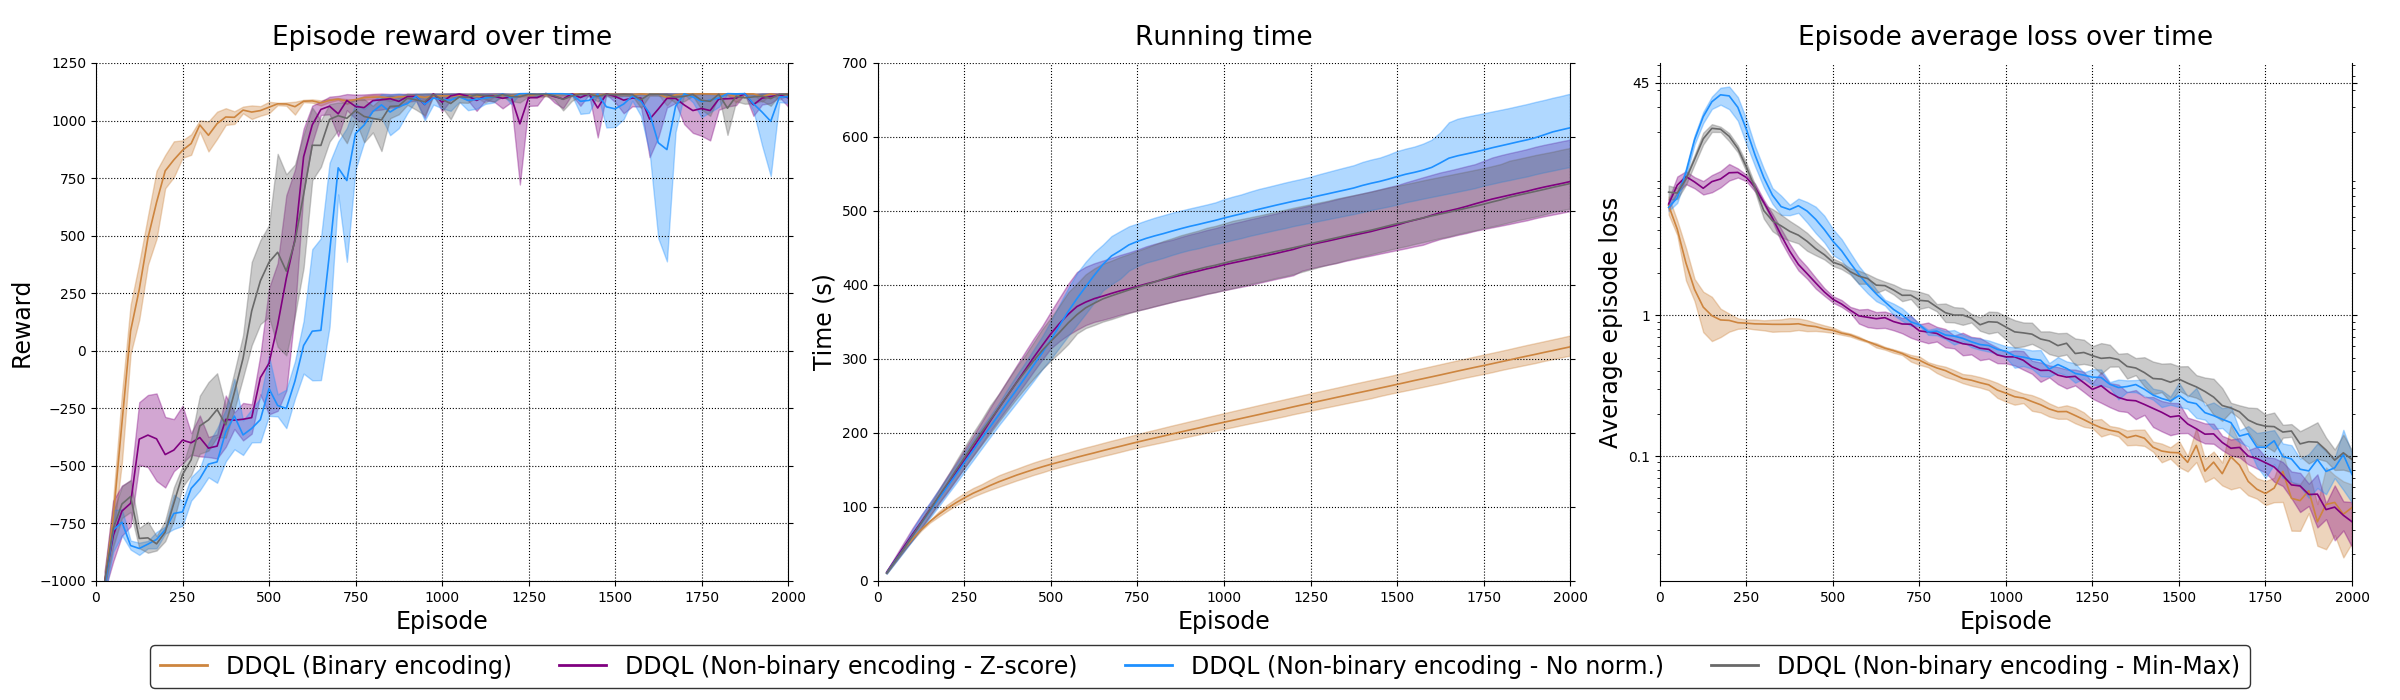 Episode reward over time
Running time
Episode average loss over time
Reward
1250
1000
750
500
250
0
−250
−500
−750
−1000
0 250 500 750 1000 1250 1500 1750 2000
Episode
Time (s)
700
600
500
400
300
200
100
0
0 250 500 750 1000 1250 1500 1750 2000
Episode
Average episode loss
45
1
0.1
0 250 500 750 1000 1250 1500 1750 2000
Episode
DDQL (Binary encoding) DDQL (Non-binary encoding - Z-score) DDQL (Non-binary encoding - No norm.) DDQL (Non-binary encoding - Min-Max)